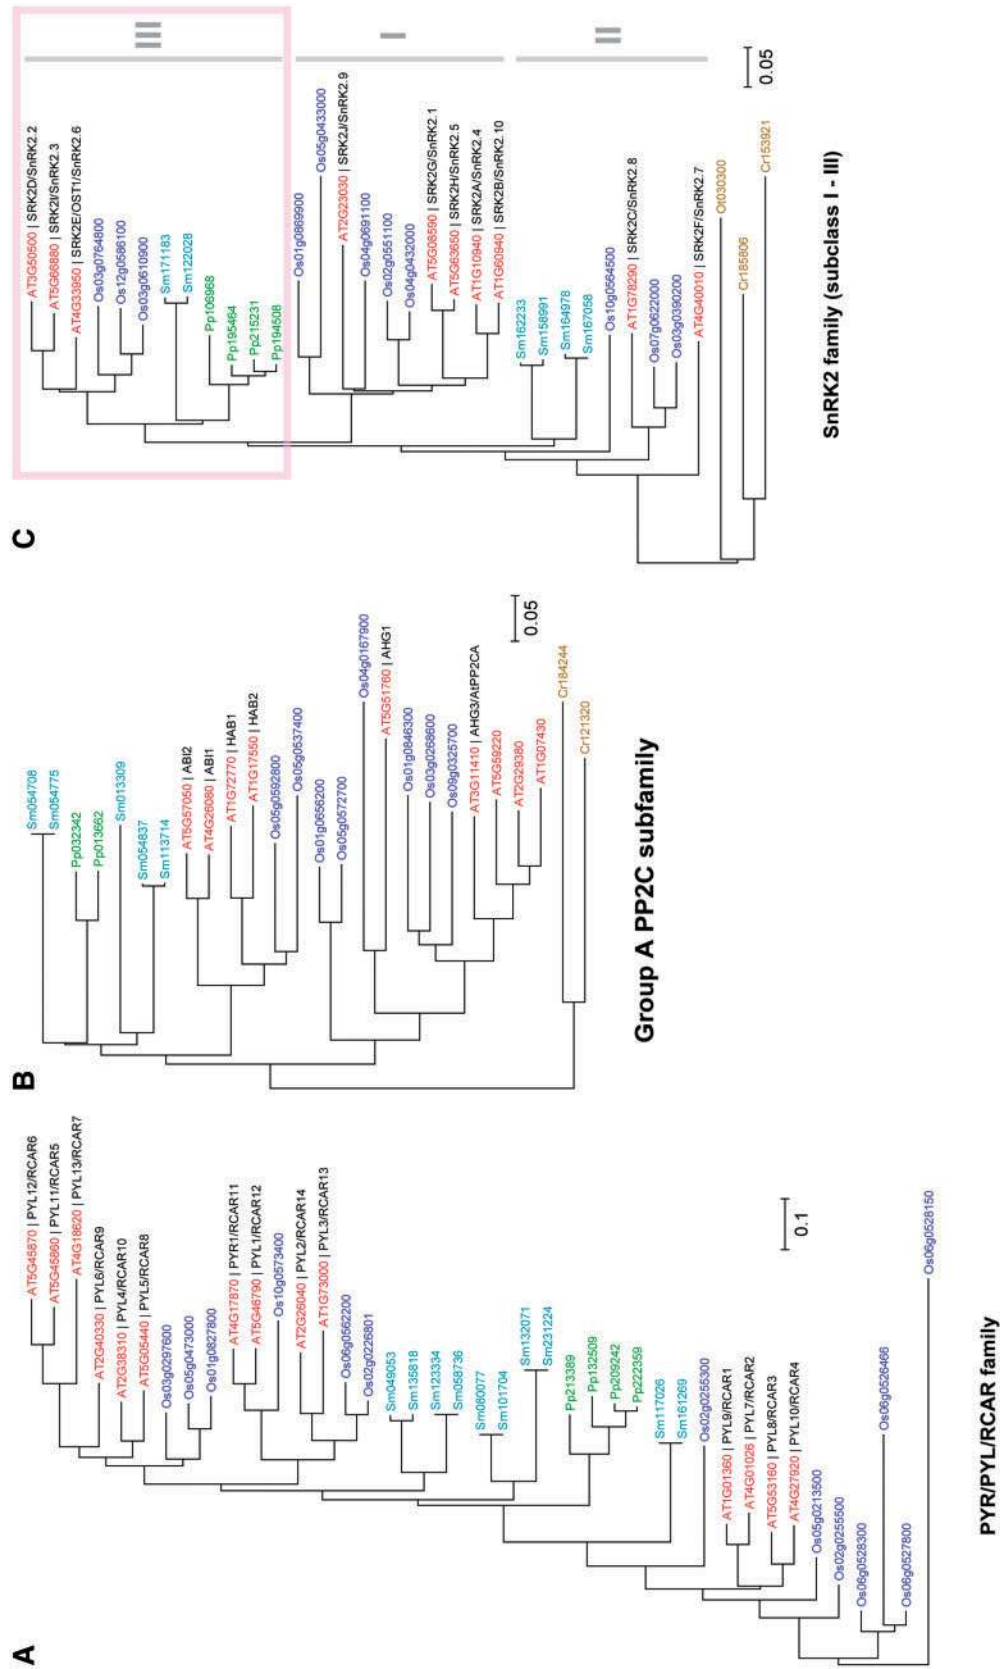 A
AT5G45870 | PYL12/RCAR6
AT5G45860 | PYL11/RCAR5
AT4G18620 | PYL13/RCAR7
AT2G40330 | PYL6/RCAR9
AT2G38310 | PYL4/RCAR10
AT5G05440 | PYL5/RCAR8
Os03g0297600
Os05g0473000
Os01g0827800
AT4G17870 | PYR1/RCAR11
AT5G46790 | PYL1/RCAR12
Os10g0573400
AT2G26040 | PYL2/RCAR14
AT1G73000 | PYL3/RCAR13
Os06g0562200
Os02g0226801
Sm049053
Sm135818
Sm123334
Sm058736
Sm080077
Sm101704
Sm132071
Sm231224
Pp213389
Pp132509
Pp209242
Pp222359
Sm117026
Sm161269
Os02g0255300
AT1G01360 | PYL9/RCAR1
AT4G01026 | PYL7/RCAR2
AT5G53160 | PYL8/RCAR3
AT4G27920 | PYL10/RCAR4
Os05g0213500
Os02g0255500
Os06g0528300
Os06g0526466
Os06g0527800
Os06g0528150
0.1
PYR/PYL/RCAR family
B
Sm054708
Sm054775
Pp032342
Pp013662
Sm013309
Sm054837
Sm113714
AT5G57050 | ABI2
AT4G26080 | ABI1
AT1G72770 | HAB1
AT1G17550 | HAB2
Os05g0592800
Os05g0537400
Os01g0656200
Os05g0572700
Os04g0167900
AT5G51760 | AHG1
Os01g0846300
Os03g0268600
Os09g0325700
AT3G11410 | AHG3/AtPP2CA
AT5G59220
AT2G29380
AT1G07430
Cr184244
Cr121320
0.05
Group A PP2C subfamily
C
AT3G50500 | SRK2D/SnRK2.2
AT5G66880 | SRK2I/SnRK2.3
AT4G33950 | SRK2E/OST1/SnRK2.6
Os03g0764800
Os12g0586100
Os03g0610900
Sm171183
Sm122028
Pp106968
Pp195464
Pp215231
Pp194508
III
Os01g0869900
Os05g0433000
AT2G23030 | SRK2J/SnRK2.9
Os04g0691100
Os02g0551100
Os04g0432000
AT5G08590 | SRK2G/SnRK2.1
AT5G63650 | SRK2H/SnRK2.5
AT1G10940 | SRK2A/SnRK2.4
AT1G60940 | SRK2B/SnRK2.10
I
Sm162233
Sm158991
Sm164978
Sm167058
Os10g0564500
AT1G78290 | SRK2C/SnRK2.8
Os07g0622000
Os03g0390200
AT4G40010 | SRK2F/SnRK2.7
II
Ot030300
Cr185806
Cr153921
0.05
SnRK2 family (subclass I - III)